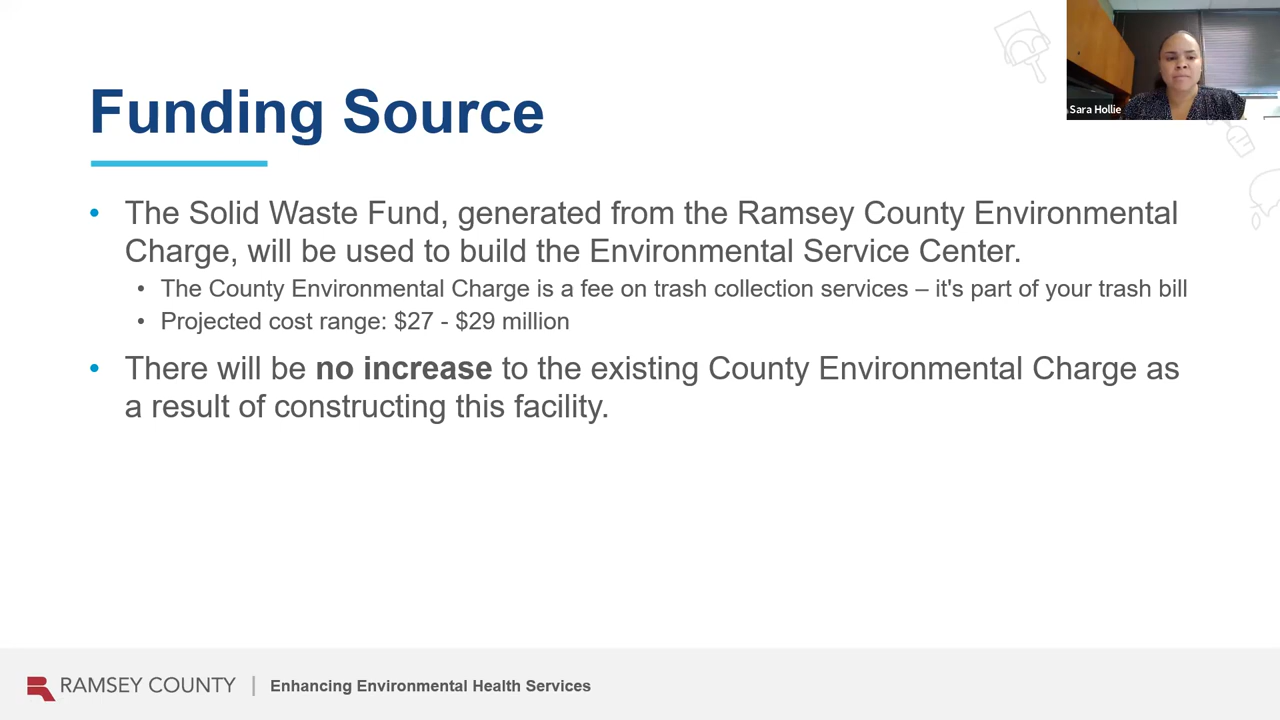 Funding Source
Sara Hollie
• The Solid Waste Fund, generated from the Ramsey County Environmental
Charge, will be used to build the Environmental Service Center.
• The County Environmental Charge is a fee on trash collection services – it's part of your trash bill
• Projected cost range: $27 - $29 million
• There will be no increase to the existing County Environmental Charge as
a result of constructing this facility.
RAMSEY COUNTY | Enhancing Environmental Health Services